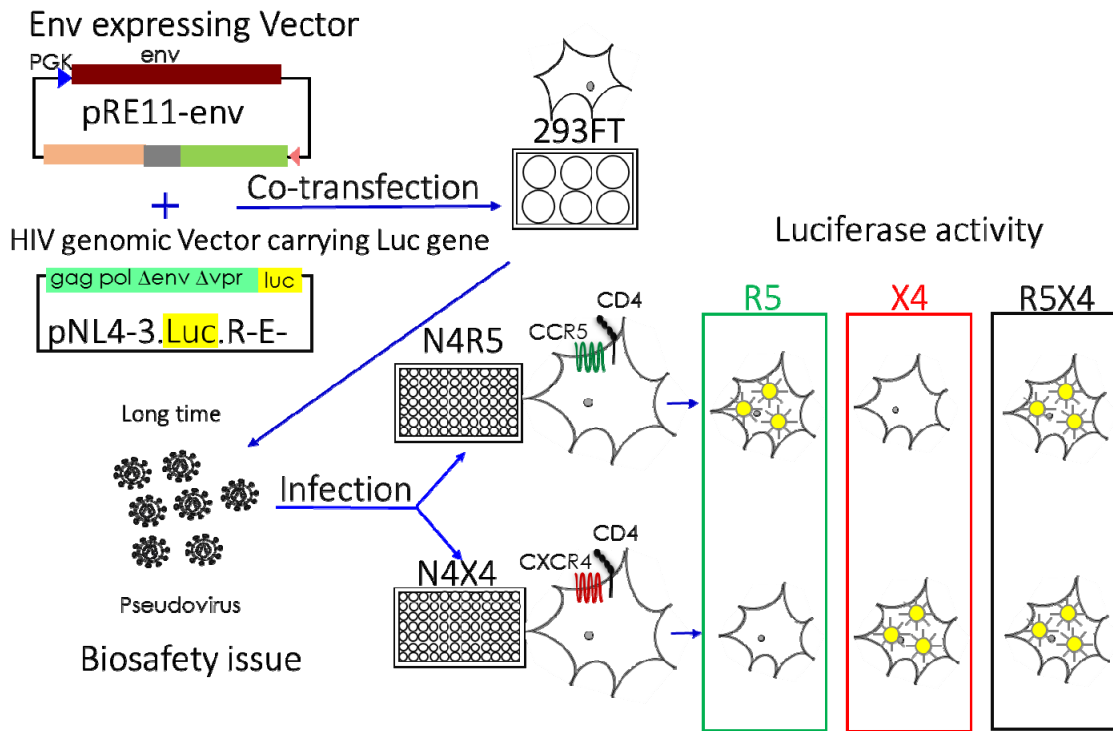 Env expressing Vector
PGK
env
pRE11-env
+
Co-transfection
293FT
HIV genomic Vector carrying Luc gene
gag pol Δenv Δvpr
luc
pNL4-3.Luc.R-E-
Luciferase activity
R5
X4
R5X4
Long time
Pseudovirus
Biosafety issue
Infection
N4R5
CCR5
CD4
N4X4
CXCR4
CD4